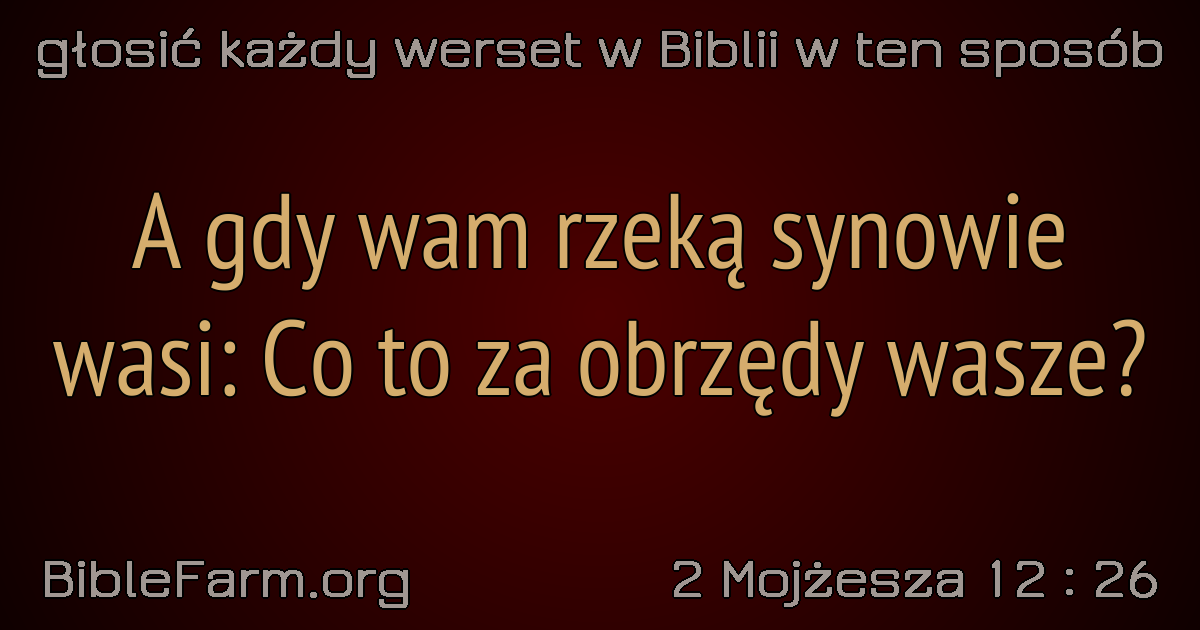 głosić każdy werset w Biblii w ten sposób
A gdy wam rzeką synowie
wasi: Co to za obrzędy wasze?
BibleFarm.org
2 Mojżesza 12 : 26